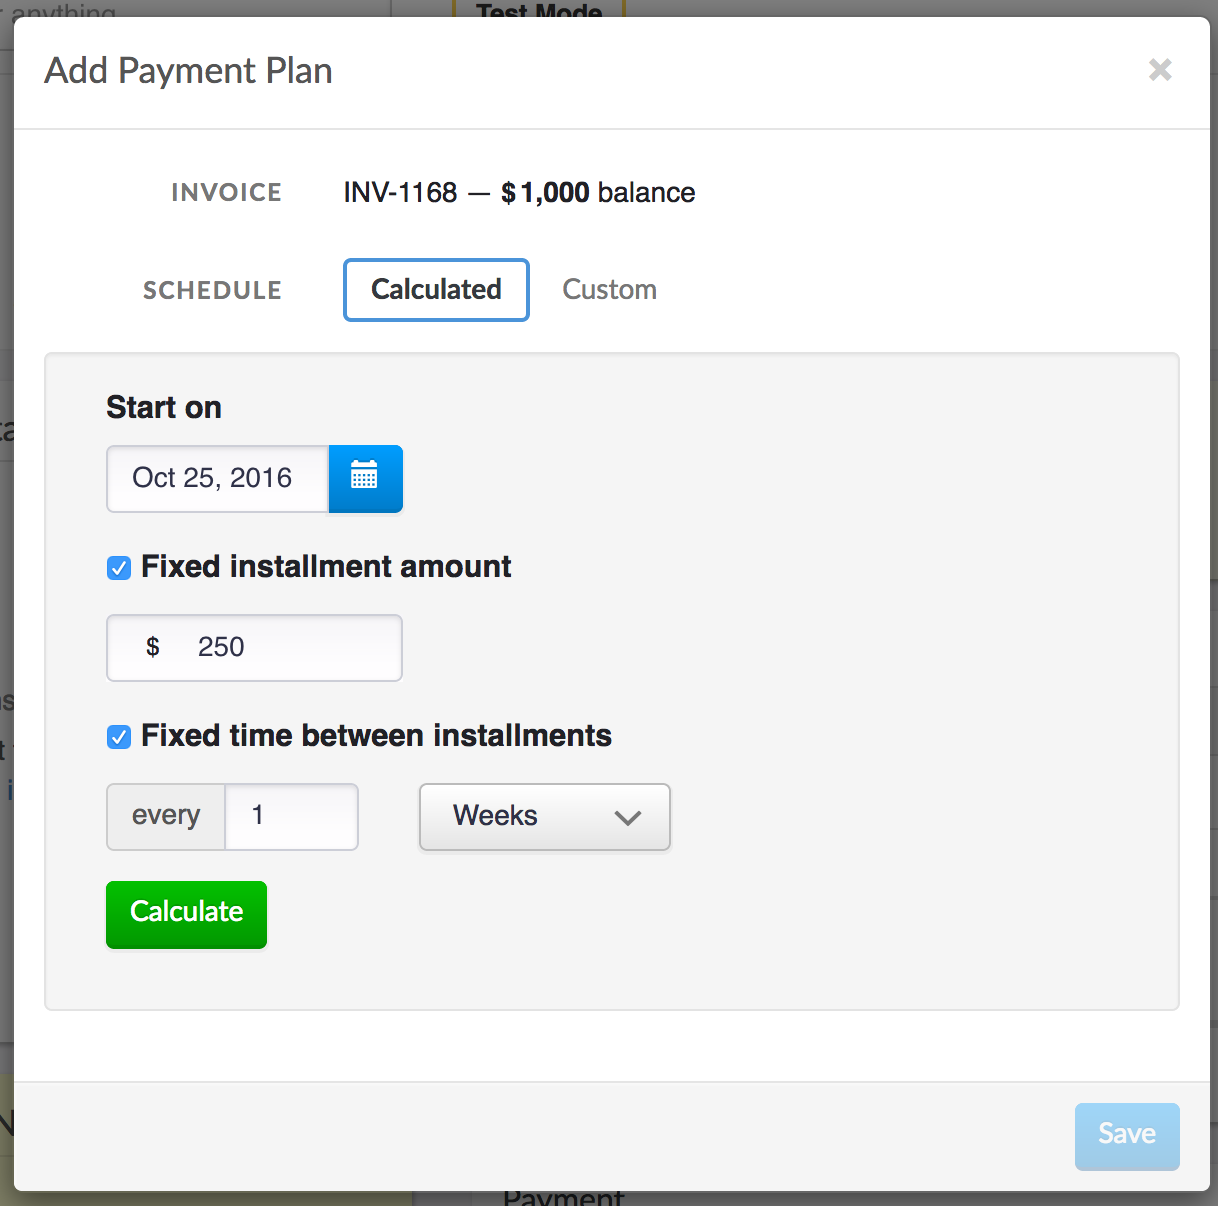 anything
Test Mode
Add Payment Plan
INVOICE INV-1168 — $1,000 balance
SCHEDULE Calculated Custom
Start on
Oct 25, 2016
Fixed installment amount
$ 250
Fixed time between installments
every 1 Weeks
Calculate
Save
Payment